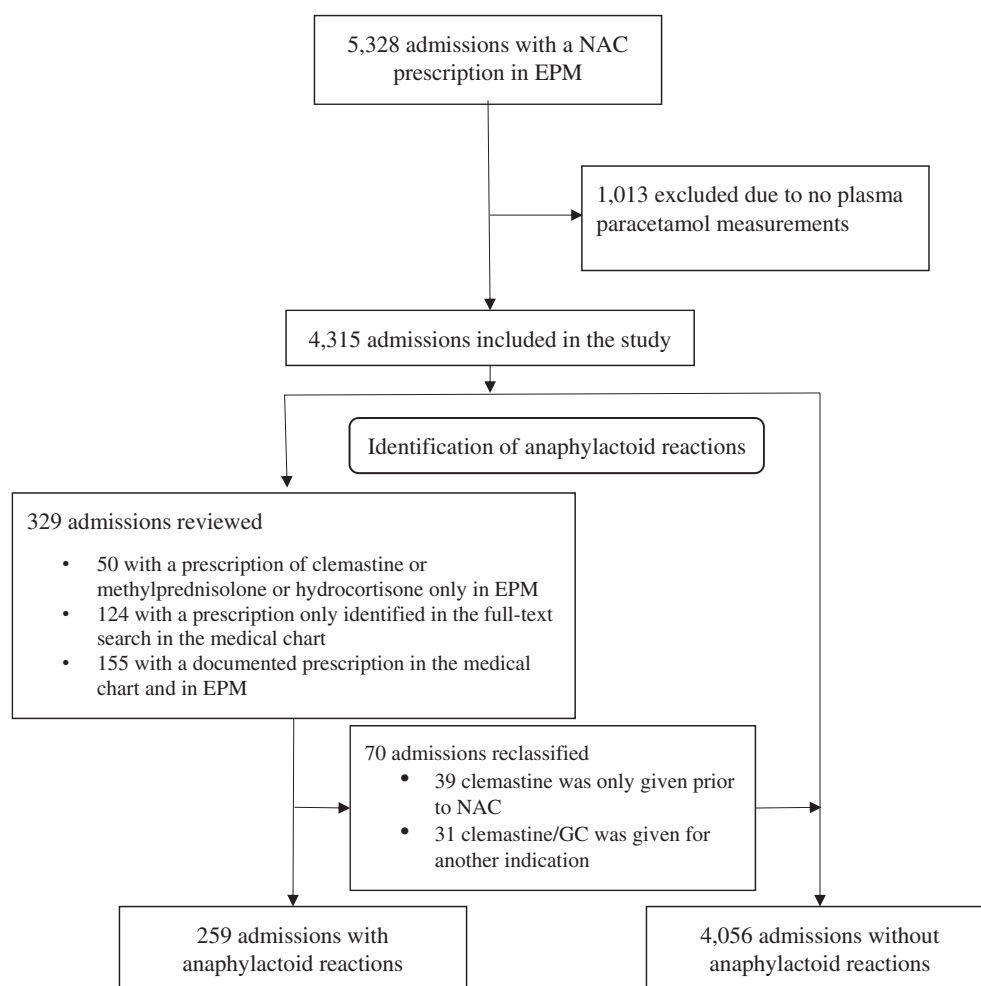 5,328 admissions with a NAC
prescription in EPM
1,013 excluded due to no plasma
paracetamol measurements
4,315 admissions included in the study
Identification of anaphylactoid reactions
329 admissions reviewed
• 50 with a prescription of clemastine or
methylprednisolone or hydrocortisone only in EPM
• 124 with a prescription only identified in the full-text
search in the medical chart
• 155 with a documented prescription in the medical
chart and in EPM
70 admissions reclassified
• 39 clemastine was only given prior
to NAC
• 31 clemastine/GC was given for
another indication
259 admissions with
anaphylactoid reactions
4,056 admissions without
anaphylactoid reactions